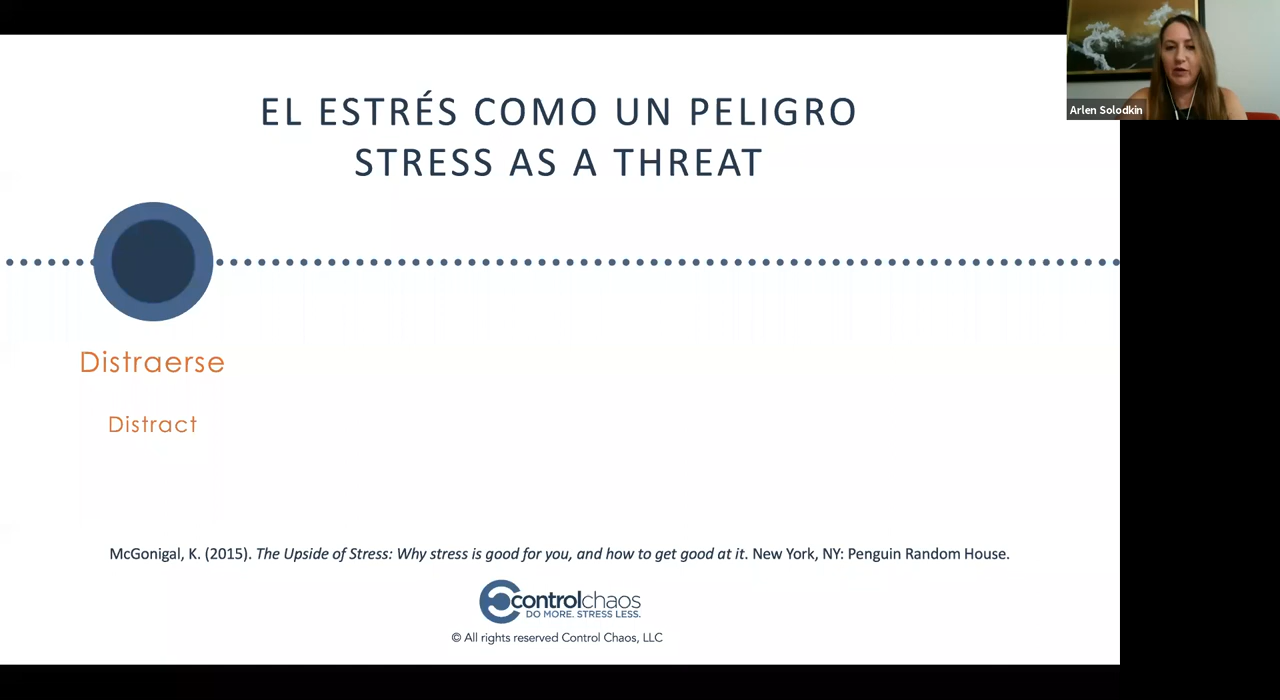 EL ESTRÉS COMO UN PELIGRO
STRESS AS A THREAT
Arlen Solodkin
Distraerse
Distract
McGonigal, K. (2015). The Upside of Stress: Why stress is good for you, and how to get good at it. New York, NY: Penguin Random House.
controlchaos
DO MORE. STRESS LESS.
© All rights reserved Control Chaos, LLC